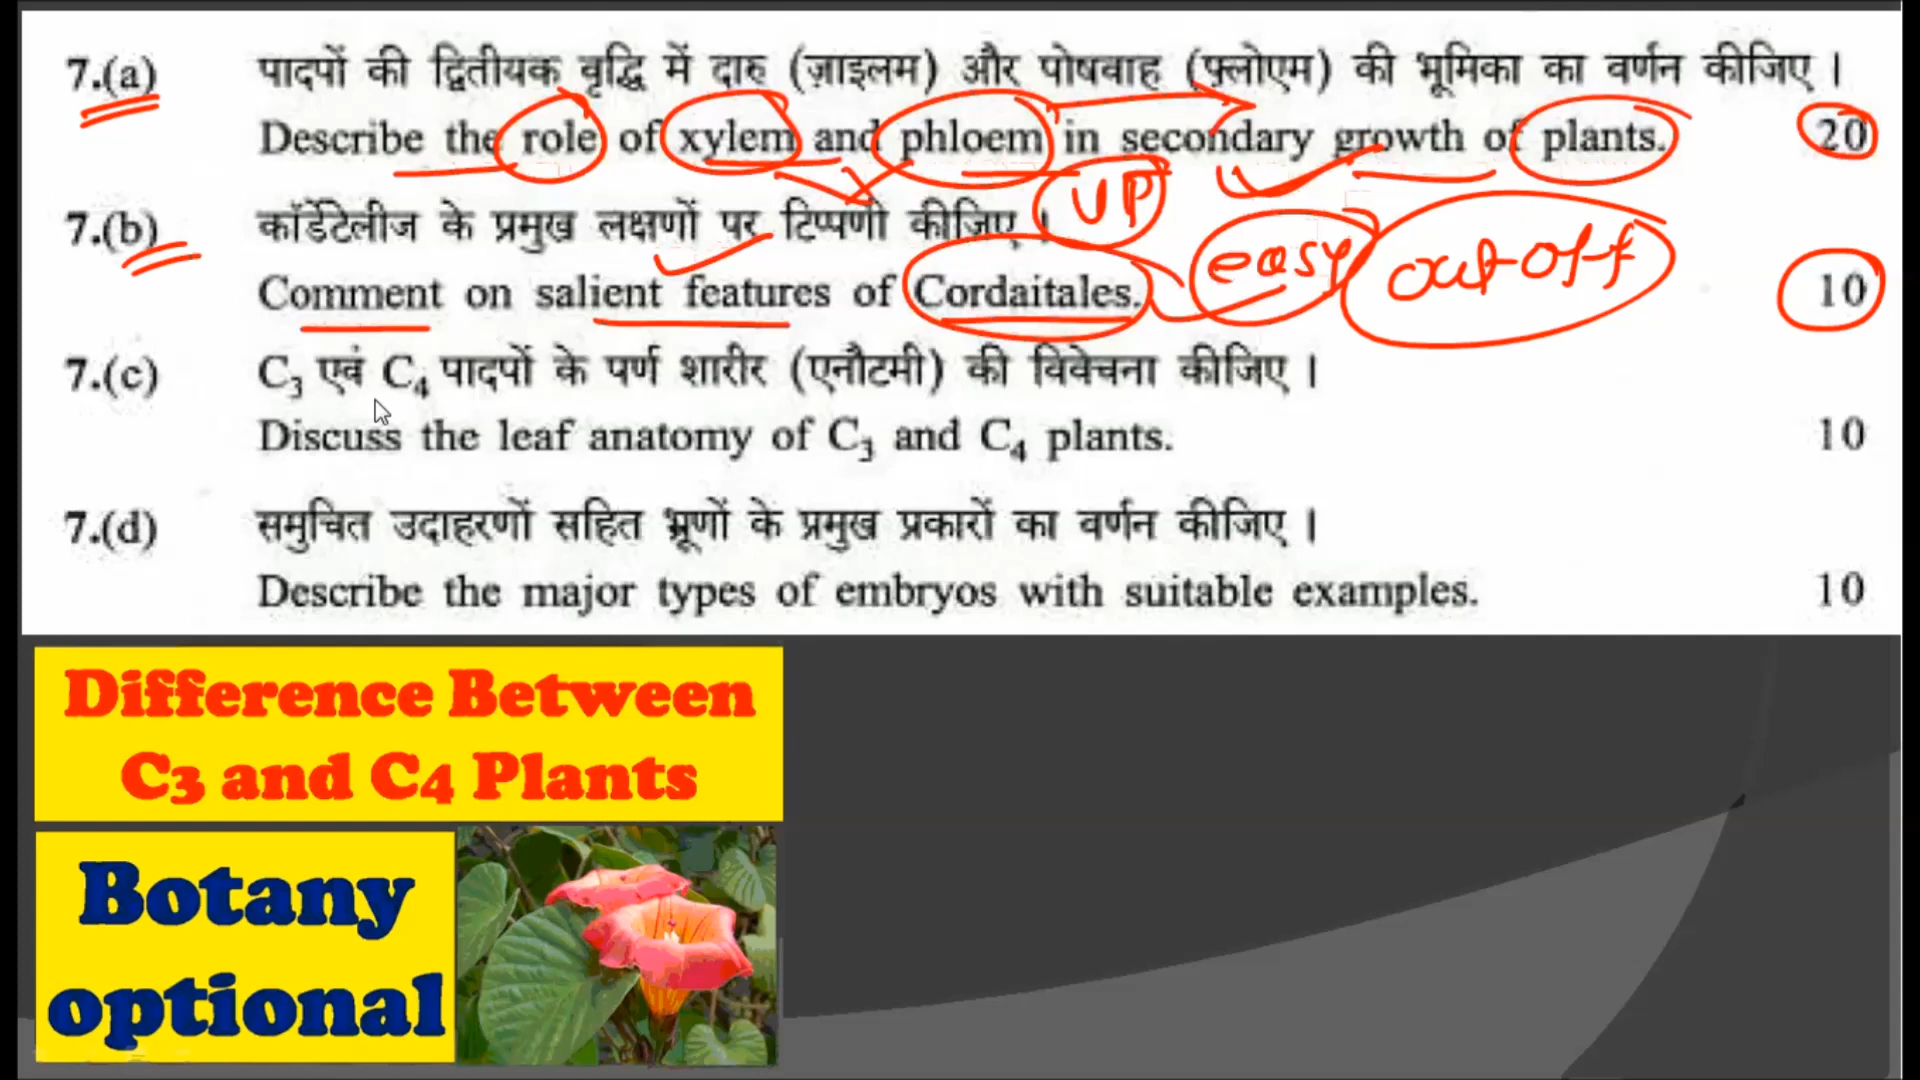 7.(a) पादपों की द्वितीयक वृद्धि में दारु (ज़ाइलम) और पोषवाह (फ़्लोएम) की भूमिका का वर्णन कीजिए ।
Describe the role of xylem and phloem in secondary growth of plants. 20
UP
7.(b) कॉर्डेटेलीज के प्रमुख लक्षणों पर टिप्पणी कीजिए ।
easy out off
Comment on salient features of Cordaitales. 10
7.(c) C3 एवं C4 पादपों के पर्ण शारीर (एनौटमी) की विवेचना कीजिए ।
Discuss the leaf anatomy of C3 and C4 plants. 10
7.(d) समुचित उदाहरणों सहित भ्रूणों के प्रमुख प्रकारों का वर्णन कीजिए ।
Describe the major types of embryos with suitable examples. 10
Difference Between
C3 and C4 Plants
Botany
optional